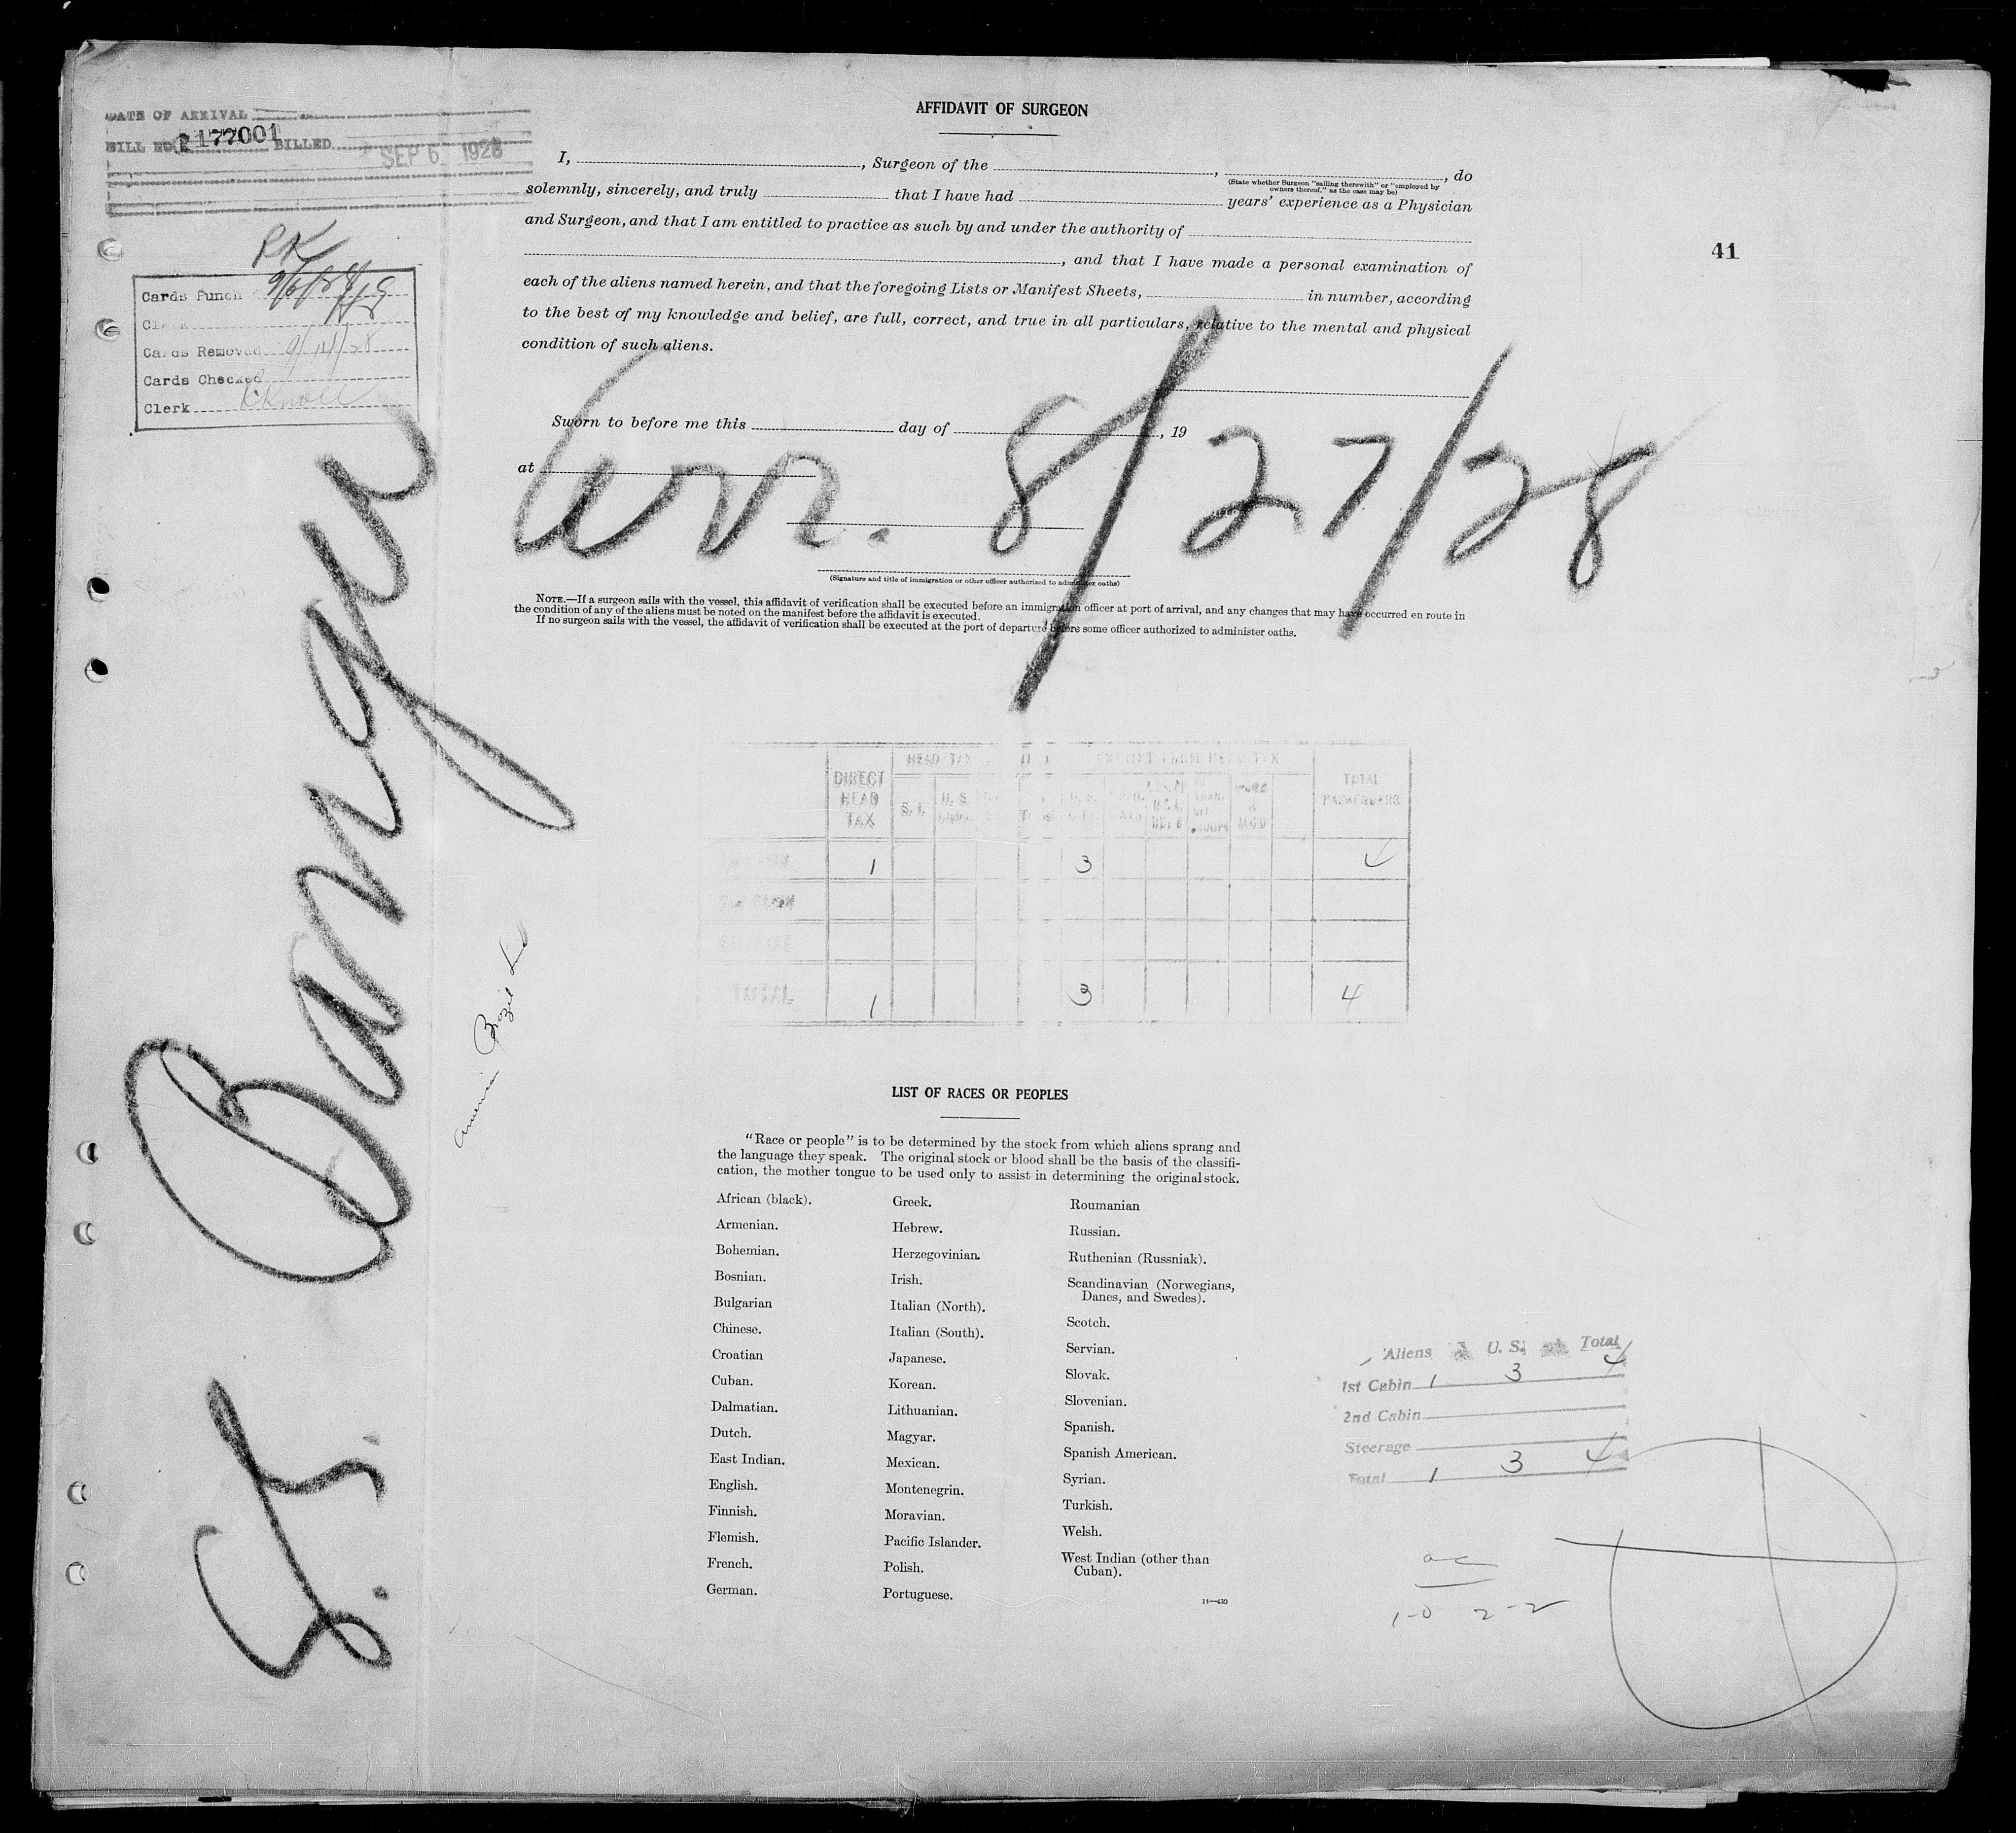 DATE OF ARRIVAL
BILL NO. 177001 BILLED SEP 6 1928
RK
Cards Punch
Clerk
Cards Removed 9/14/28
Cards Checked
Clerk K Knoll
S.S. Bangu
America Brazil Line
41
AFFIDAVIT OF SURGEON
I, , Surgeon of the , , do
(State whether Surgeon "sailing therewith" or "employed by
owners thereof," as the case may be)
solemnly, sincerely, and truly that I have had years' experience as a Physician
and Surgeon, and that I am entitled to practice as such by and under the authority of
, and that I have made a personal examination of
each of the aliens named herein, and that the foregoing Lists or Manifest Sheets, in number, according
to the best of my knowledge and belief, are full, correct, and true in all particulars, relative to the mental and physical
condition of such aliens.
Sworn to before me this day of , 19
at
Arr. 8/27/28
(Signature and title of immigration or other officer authorized to administer oaths)
NOTE.—If a surgeon sails with the vessel, this affidavit of verification shall be executed before an immigration officer at port of arrival, and any changes that may have occurred en route in
the condition of any of the aliens must be noted on the manifest before the affidavit is executed.
If no surgeon sails with the vessel, the affidavit of verification shall be executed at the port of departure before some officer authorized to administer oaths.
HEAD TAX EXEMPT FROM HEAD TAX
DIRECT HEAD TAX S.I. U.S. TOTAL PASSENGERS
1 3 4
TOTAL 1 3 4
LIST OF RACES OR PEOPLES
"Race or people" is to be determined by the stock from which aliens sprang and
the language they speak. The original stock or blood shall be the basis of the classifi-
cation, the mother tongue to be used only to assist in determining the original stock.
African (black).
Armenian.
Bohemian.
Bosnian.
Bulgarian
Chinese.
Croatian
Cuban.
Dalmatian.
Dutch.
East Indian.
English.
Finnish.
Flemish.
French.
German.
Greek.
Hebrew.
Herzegovinian.
Irish.
Italian (North).
Italian (South).
Japanese.
Korean.
Lithuanian.
Magyar.
Mexican.
Montenegrin.
Moravian.
Pacific Islander.
Polish.
Portuguese.
Roumanian
Russian.
Ruthenian (Russniak).
Scandinavian (Norwegians,
Danes, and Swedes).
Scotch.
Servian.
Slovak.
Slovenian.
Spanish.
Spanish American.
Syrian.
Turkish.
Welsh.
West Indian (other than
Cuban).
14—430
Aliens U. S. Total
1st Cabin 1 3 4
2nd Cabin
Steerage
Total 1 3 4
1-0 2-2